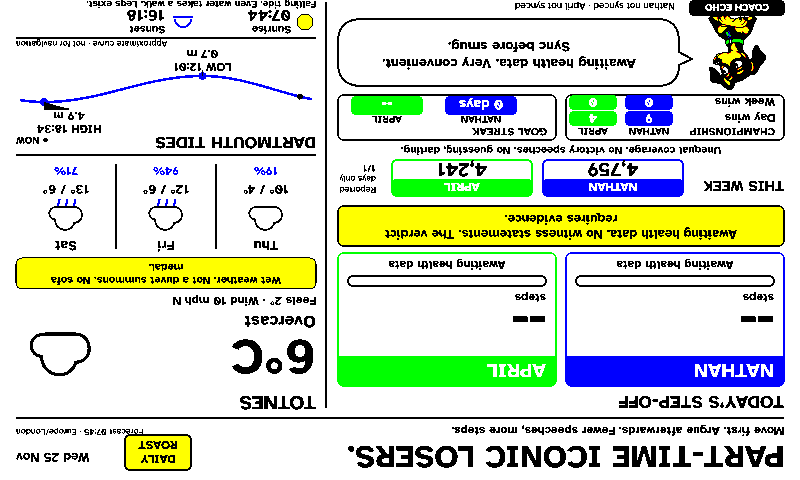 PART-TIME ICONIC LOSERS.
Move first. Argue afterwards. Fewer speeches, more steps.
DAILY
ROAST
Wed 25 Nov
Forecast 07:45 · Europe/London
TODAY'S STEP-OFF
NATHAN
--
steps
Awaiting health data
APRIL
--
steps
Awaiting health data
Awaiting health data. No witness statements. The verdict
requires evidence.
THIS WEEK
NATHAN
4,759
APRIL
4,241
Reported
days only
1/1
Unequal coverage. No victory speeches. No guessing, darling.
CHAMPIONSHIP
NATHAN
APRIL
Day wins
9
4
Week wins
0
0
GOAL STREAK
NATHAN
0 days
APRIL
--
Awaiting health data. Very convenient.
Sync before smug.
COACH ECHO
Nathan not synced · April not synced
TOTNES
6°C
Overcast
Feels 2° · Wind 10 mph N
Wet weather. Not a duvet summons. No sofa
medal.
Thu
10° / 4°
19%
Fri
12° / 6°
94%
Sat
13° / 6°
71%
DARTMOUTH TIDES
• NOW
HIGH 18:34
4.9 m
LOW 12:01
0.7 m
Approximate curve · not for navigation
Sunrise
07:44
Sunset
16:18
Falling tide. Even water takes a walk. Legs exist.